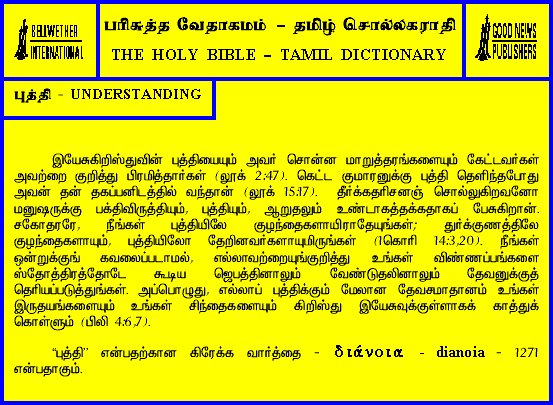 BELLWETHER
INTERNATIONAL
பரிசுத்த வேதாகமம் – தமிழ் சொல்லகராதி
THE HOLY BIBLE – TAMIL DICTIONARY
GOOD NEWS
PUBLISHERS
புத்தி - UNDERSTANDING
இயேசுகிறிஸ்துவின் புத்தியையும் அவர் சொன்ன மாறுத்தரங்களையும் கேட்டவர்கள்
அவற்றை குறித்து பிரமித்தார்கள் (லூக் 2:47). கெட்ட குமாரனுக்கு புத்தி தெளிந்தபோது
அவன் தன் தகப்பனிடத்தில் வந்தான் (லூக் 15:17). தீர்க்கதரிசனஞ் சொல்லுகிறவனோ
மனுஷருக்கு பக்திவிருத்தியும், புத்தியும், ஆறுதலும் உண்டாகத்தக்கதாகப் பேசுகிறான்.
சகோதரரே, நீங்கள் புத்தியிலே குழந்தைகளாயிராதேயுங்கள்; துர்க்குணத்திலே
குழந்தைகளாயும், புத்தியிலோ தேறினவர்களாயுமிருங்கள் (1கொரி 14:3,20). நீங்கள்
ஒன்றுக்குங் கவலைப்படாமல், எல்லாவற்றையுங்குறித்து உங்கள் விண்ணப்பங்களை
ஸ்தோத்திரத்தோடே கூடிய ஜெபத்தினாலும் வேண்டுதலினாலும் தேவனுக்குத்
தெரியப்படுத்துங்கள். அப்பொழுது, எல்லாப் புத்திக்கும் மேலான தேவசமாதானம் உங்கள்
இருதயங்களையும் உங்கள் சிந்தைகளையும் கிறிஸ்து இயேசுவுக்குள்ளாகக் காத்துக்
கொள்ளும் (பிலி 4:6,7).
“புத்தி” என்பதற்கான கிரேக்க வார்த்தை - διάνοια - dianoia - 1271
என்பதாகும்.